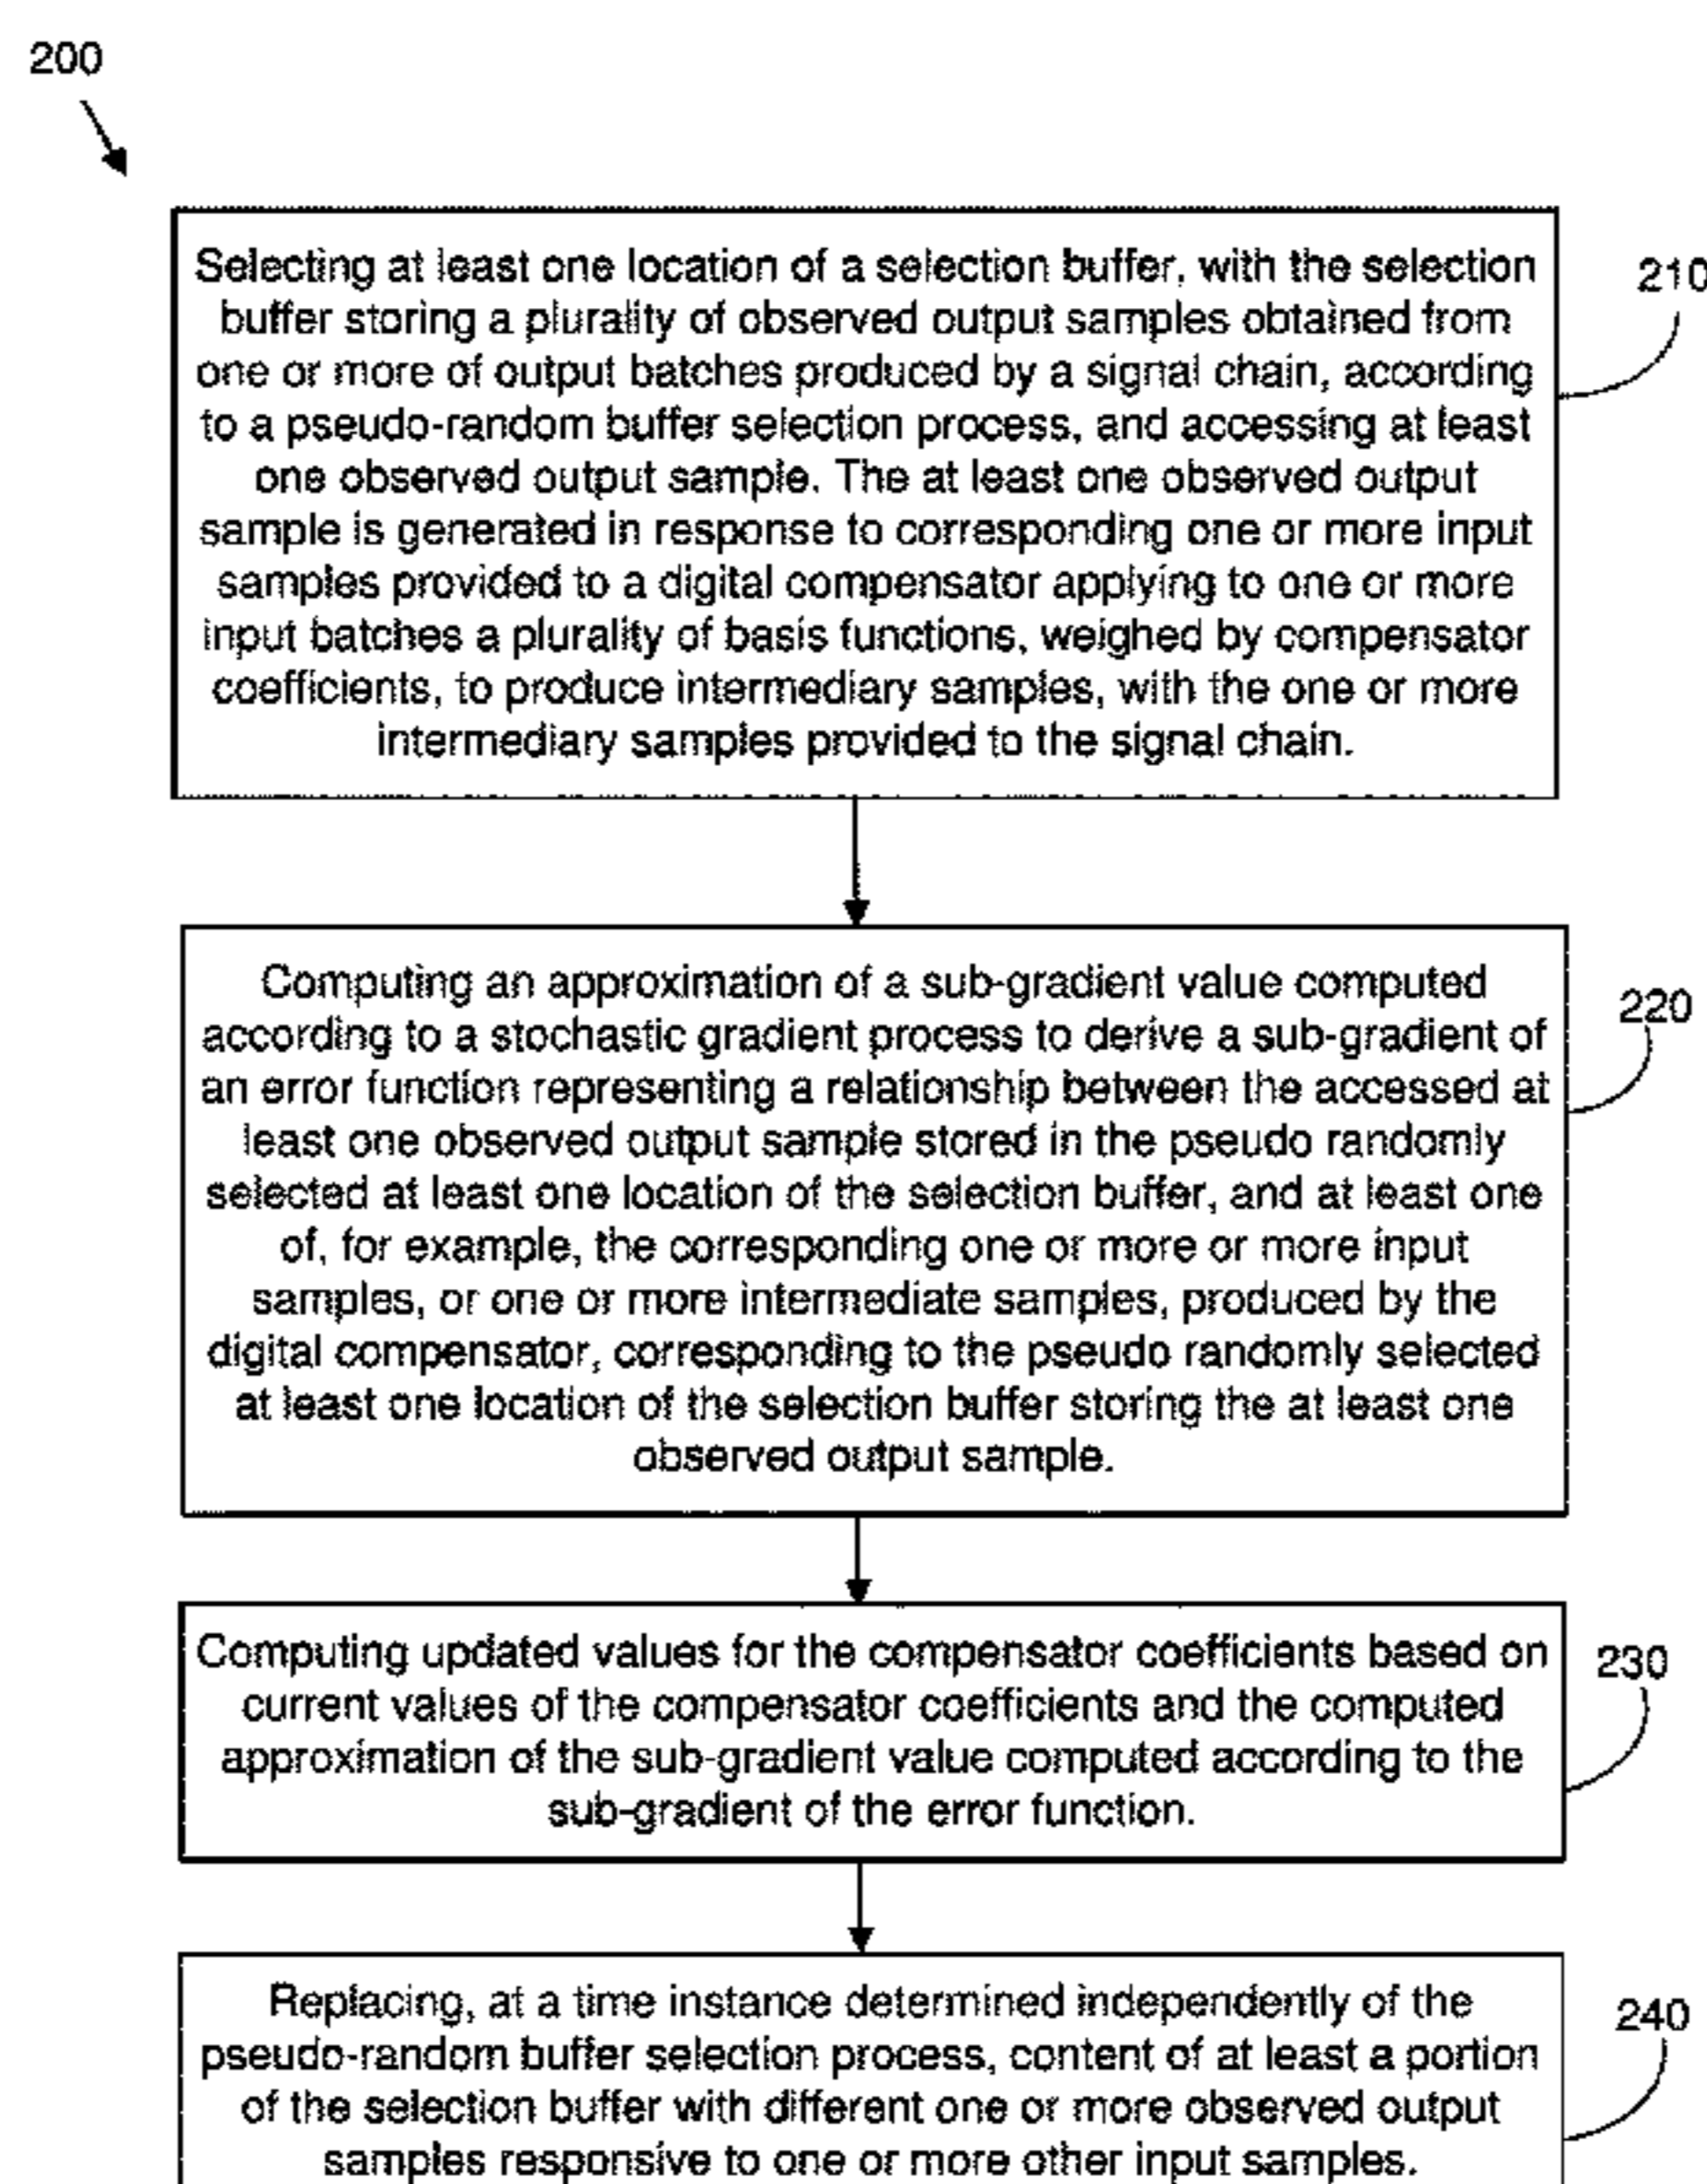 200
Selecting at least one location of a selection buffer, with the selection
buffer storing a plurality of observed output samples obtained from
one or more of output batches produced by a signal chain, according
to a pseudo-random buffer selection process, and accessing at least
one observed output sample. The at least one observed output
sample is generated in response to corresponding one or more input
samples provided to a digital compensator applying to one or more
input batches a plurality of basis functions, weighed by compensator
coefficients, to produce intermediary samples, with the one or more
intermediary samples provided to the signal chain.
210
Computing an approximation of a sub-gradient value computed
according to a stochastic gradient process to derive a sub-gradient of
an error function representing a relationship between the accessed at
least one observed output sample stored in the pseudo randomly
selected at least one location of the selection buffer, and at least one
of, for example, the corresponding one or more or more input
samples, or one or more intermediate samples, produced by the
digital compensator, corresponding to the pseudo randomly selected
at least one location of the selection buffer storing the at least one
observed output sample.
220
Computing updated values for the compensator coefficients based on
current values of the compensator coefficients and the computed
approximation of the sub-gradient value computed according to the
sub-gradient of the error function.
230
Replacing, at a time instance determined independently of the
pseudo-random buffer selection process, content of at least a portion
of the selection buffer with different one or more observed output
samples responsive to one or more other input samples.
240